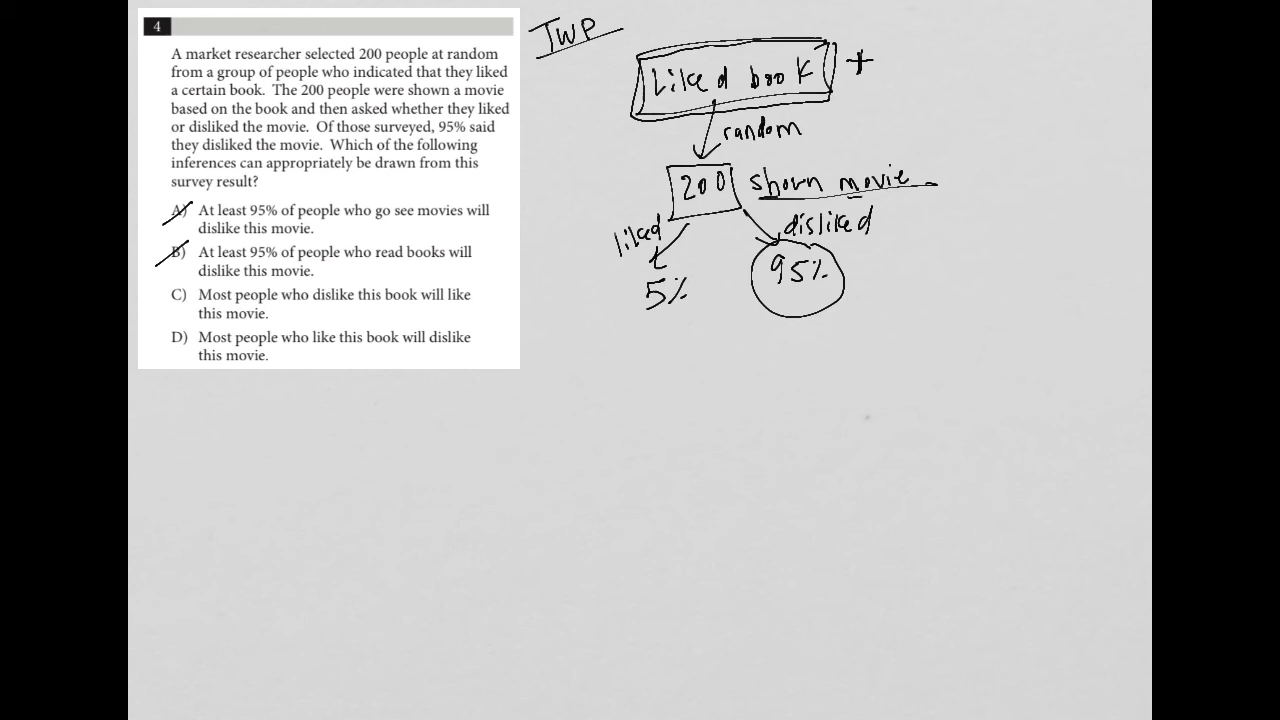 4
A market researcher selected 200 people at random
from a group of people who indicated that they liked
a certain book. The 200 people were shown a movie
based on the book and then asked whether they liked
or disliked the movie. Of those surveyed, 95% said
they disliked the movie. Which of the following
inferences can appropriately be drawn from this
survey result?
A) At least 95% of people who go see movies will
dislike this movie.
B) At least 95% of people who read books will
dislike this movie.
C) Most people who dislike this book will like
this movie.
D) Most people who like this book will dislike
this movie.
IWP
Liked book +
random
200 shown movie
liked disliked
5% 95%